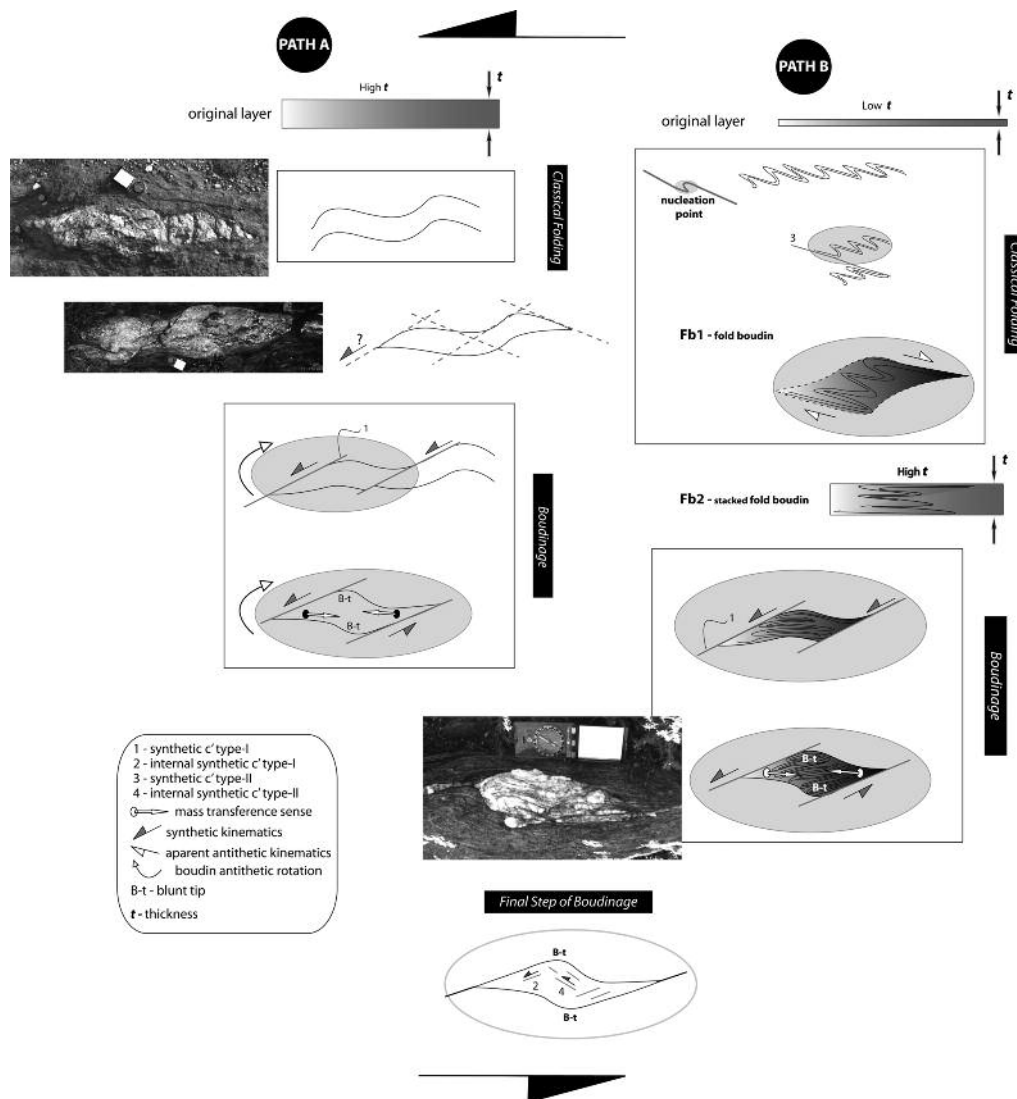 PATH A
High t
t
original layer
Classical Folding
?
1
Boudinage
B-t
B-t
PATH B
Low t
t
original layer
nucleation
point
3
Classical Folding
Fb1 - fold boudin
High t
t
Fb2 - stacked fold boudin
1
Boudinage
B-t
B-t
1 - synthetic c' type-I
2 - internal synthetic c' type-I
3 - synthetic c' type-II
4 - internal synthetic c' type-II
mass transference sense
synthetic kinematics
aparent antithetic kinematics
boudin antithetic rotation
B-t - blunt tip
t - thickness
Final Step of Boudinage
B-t
2
4
B-t